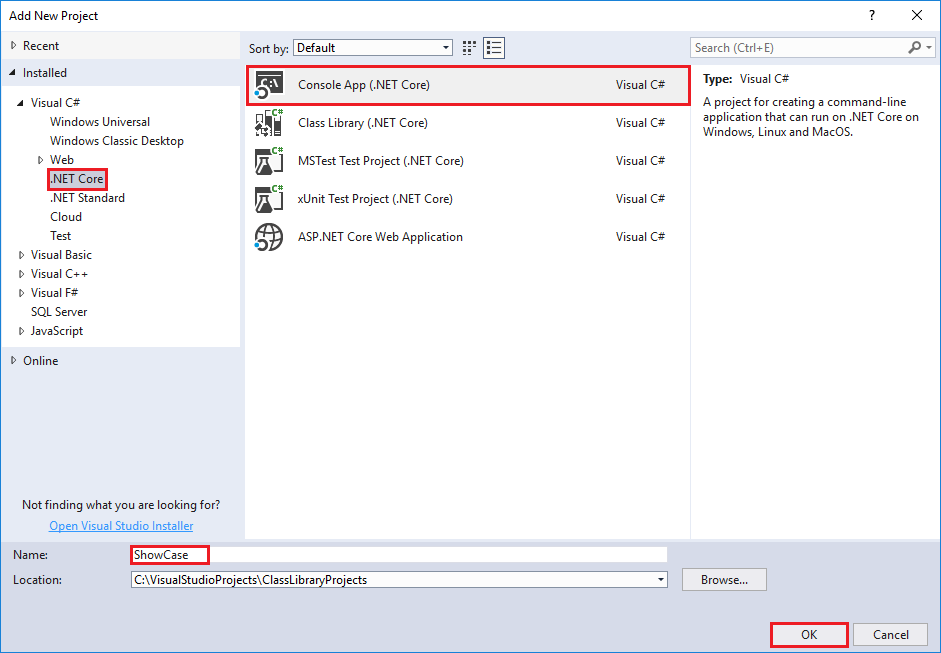 Add New Project
?
Recent
Installed
Visual C#
Windows Universal
Windows Classic Desktop
Web
.NET Core
.NET Standard
Cloud
Test
Visual Basic
Visual C++
Visual F#
SQL Server
JavaScript
Online
Not finding what you are looking for?
Open Visual Studio Installer
Sort by: Default
Console App (.NET Core) Visual C#
Class Library (.NET Core) Visual C#
MSTest Test Project (.NET Core) Visual C#
xUnit Test Project (.NET Core) Visual C#
ASP.NET Core Web Application Visual C#
Search (Ctrl+E)
Type: Visual C#
A project for creating a command-line
application that can run on .NET Core on
Windows, Linux and MacOS.
Name: ShowCase
Location: C:\VisualStudioProjects\ClassLibraryProjects
Browse...
OK Cancel